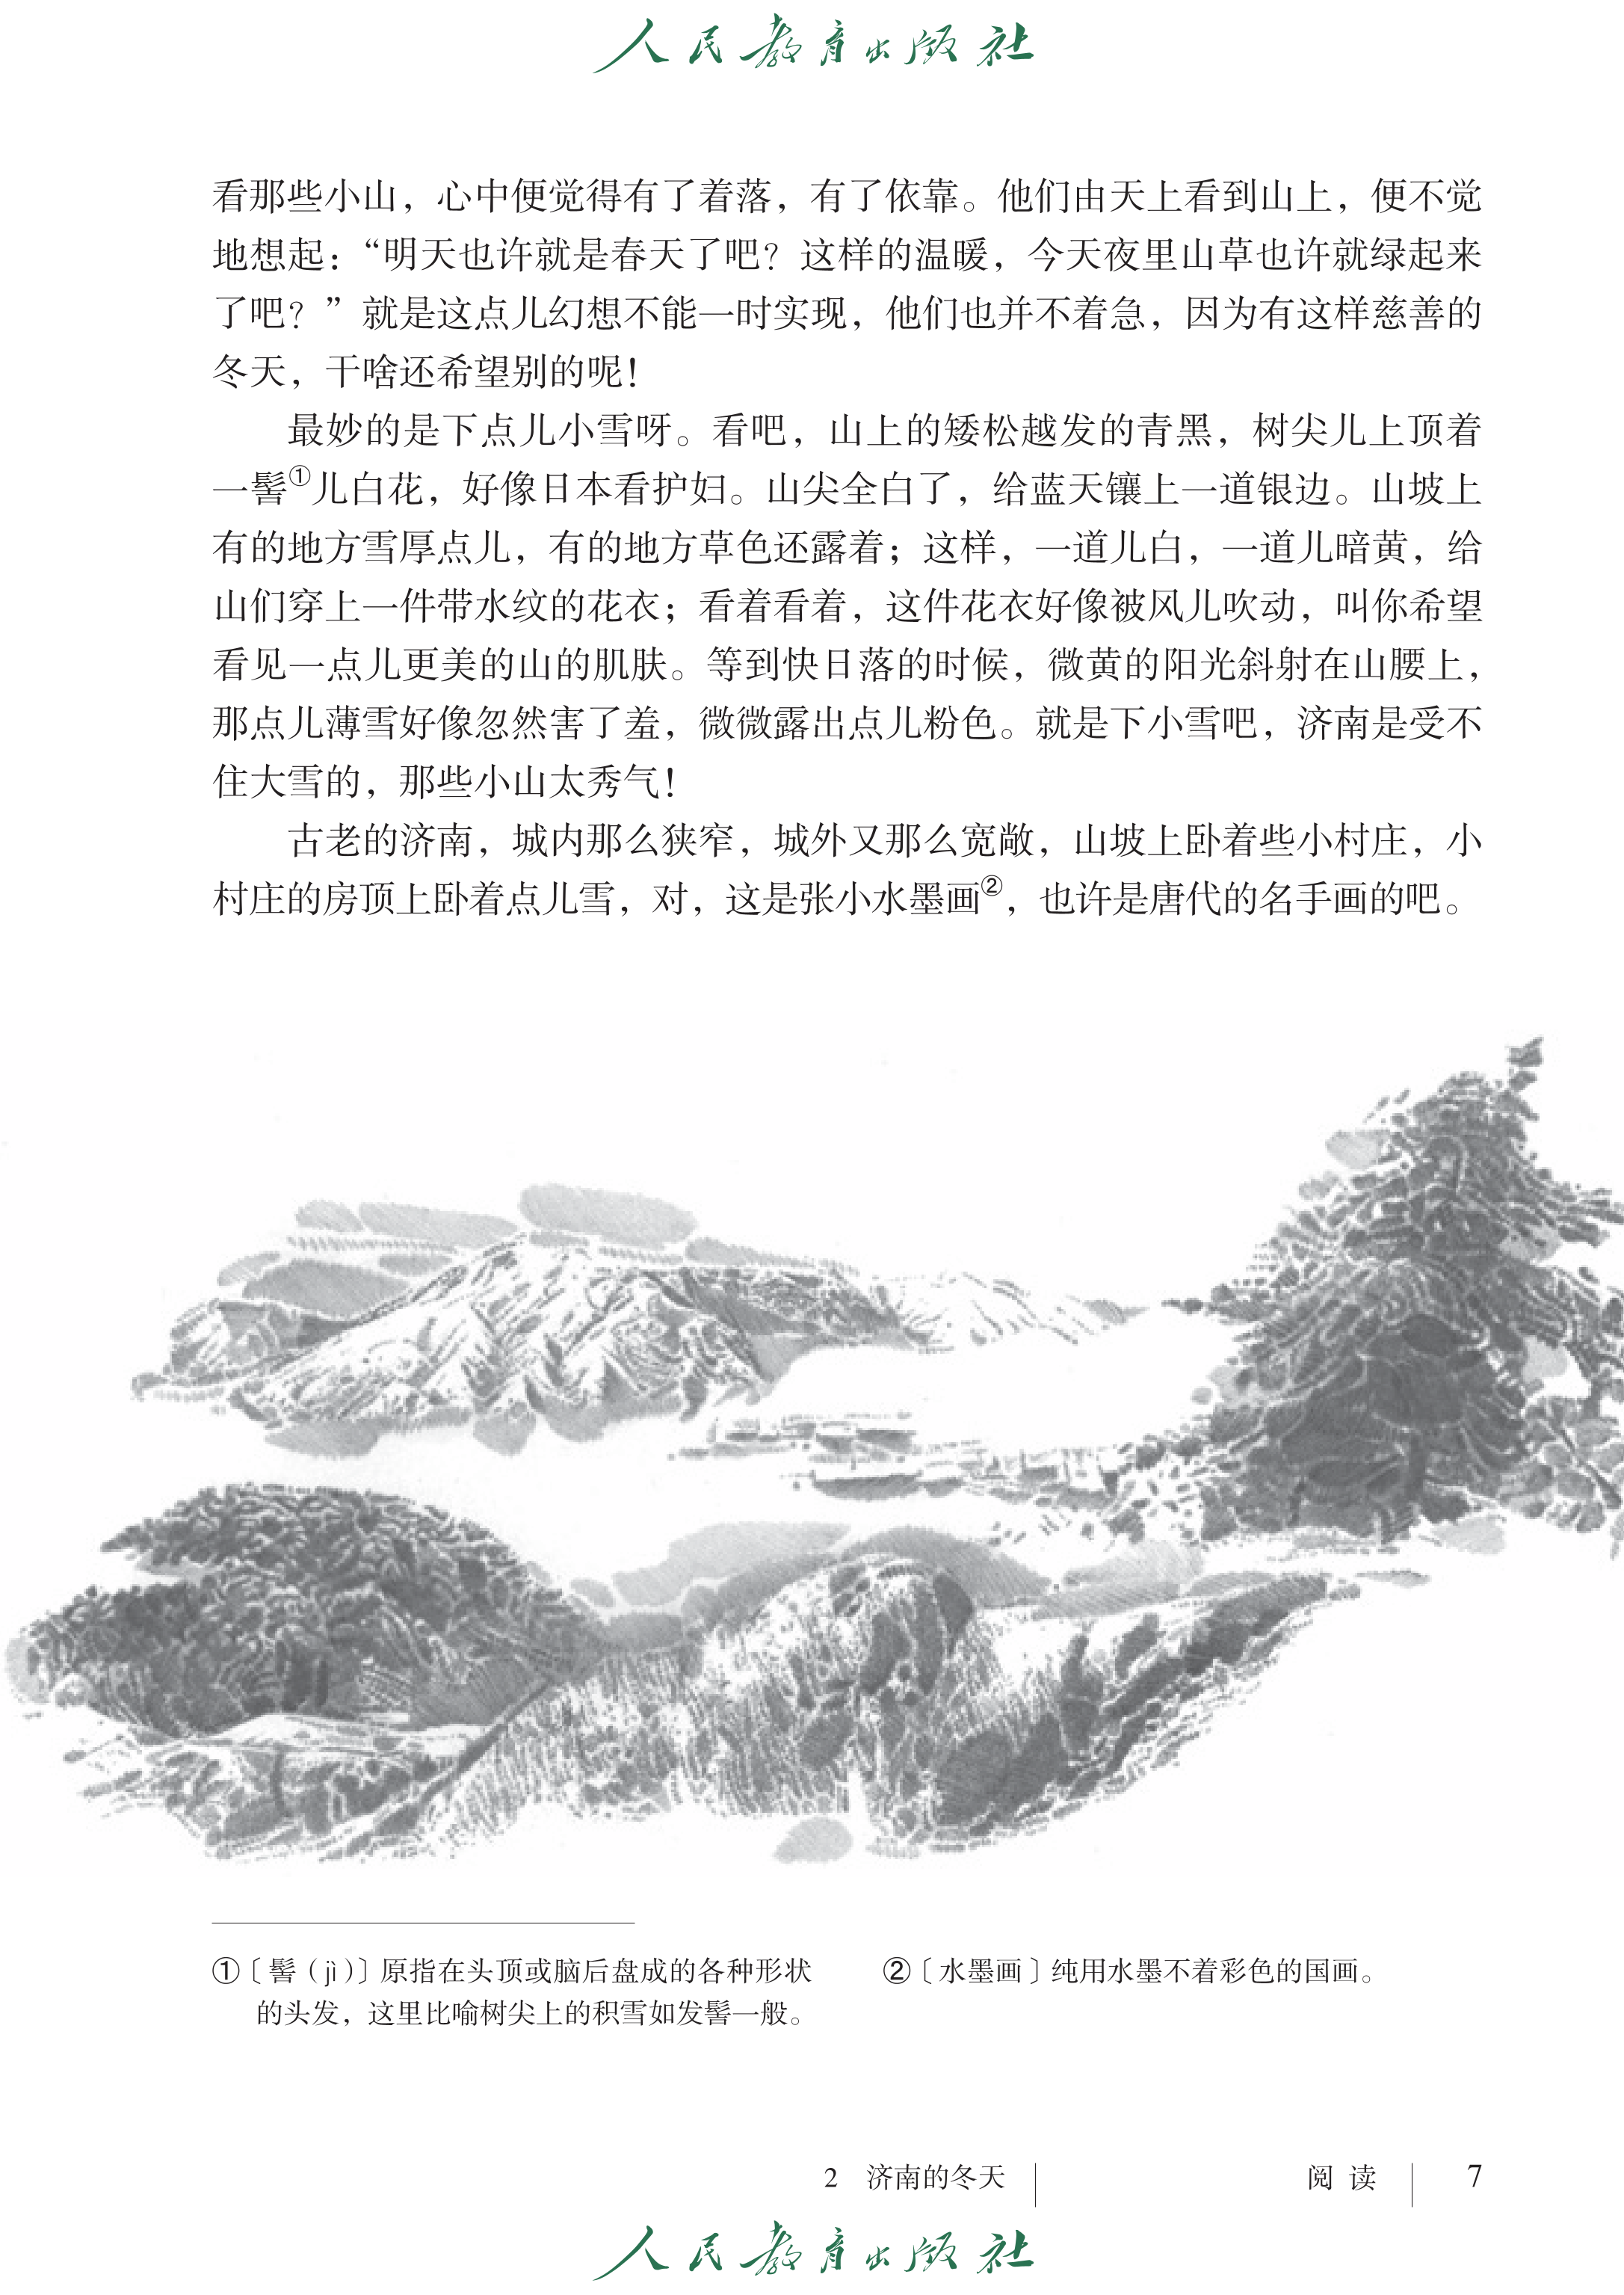 人民教育出版社
看那些小山，心中便觉得有了着落，有了依靠。他们由天上看到山上，便不觉
地想起：“明天也许就是春天了吧？这样的温暖，今天夜里山草也许就绿起来
了吧？”就是这点儿幻想不能一时实现，他们也并不着急，因为有这样慈善的
冬天，干啥还希望别的呢！
最妙的是下点儿小雪呀。看吧，山上的矮松越发的青黑，树尖儿上顶着
一髻①儿白花，好像日本看护妇。山尖全白了，给蓝天镶上一道银边。山坡上
有的地方雪厚点儿，有的地方草色还露着；这样，一道儿白，一道儿暗黄，给
山们穿上一件带水纹的花衣；看着看着，这件花衣好像被风儿吹动，叫你希望
看见一点儿更美的山的肌肤。等到快日落的时候，微黄的阳光斜射在山腰上，
那点儿薄雪好像忽然害了羞，微微露出点儿粉色。就是下小雪吧，济南是受不
住大雪的，那些小山太秀气！
古老的济南，城内那么狭窄，城外又那么宽敞，山坡上卧着些小村庄，小
村庄的房顶上卧着点儿雪，对，这是张小水墨画②，也许是唐代的名手画的吧。
①〔髻（jì）〕原指在头顶或脑后盘成的各种形状
的头发，这里比喻树尖上的积雪如发髻一般。
②〔水墨画〕纯用水墨不着彩色的国画。
2 济南的冬天 阅读 7
人民教育出版社